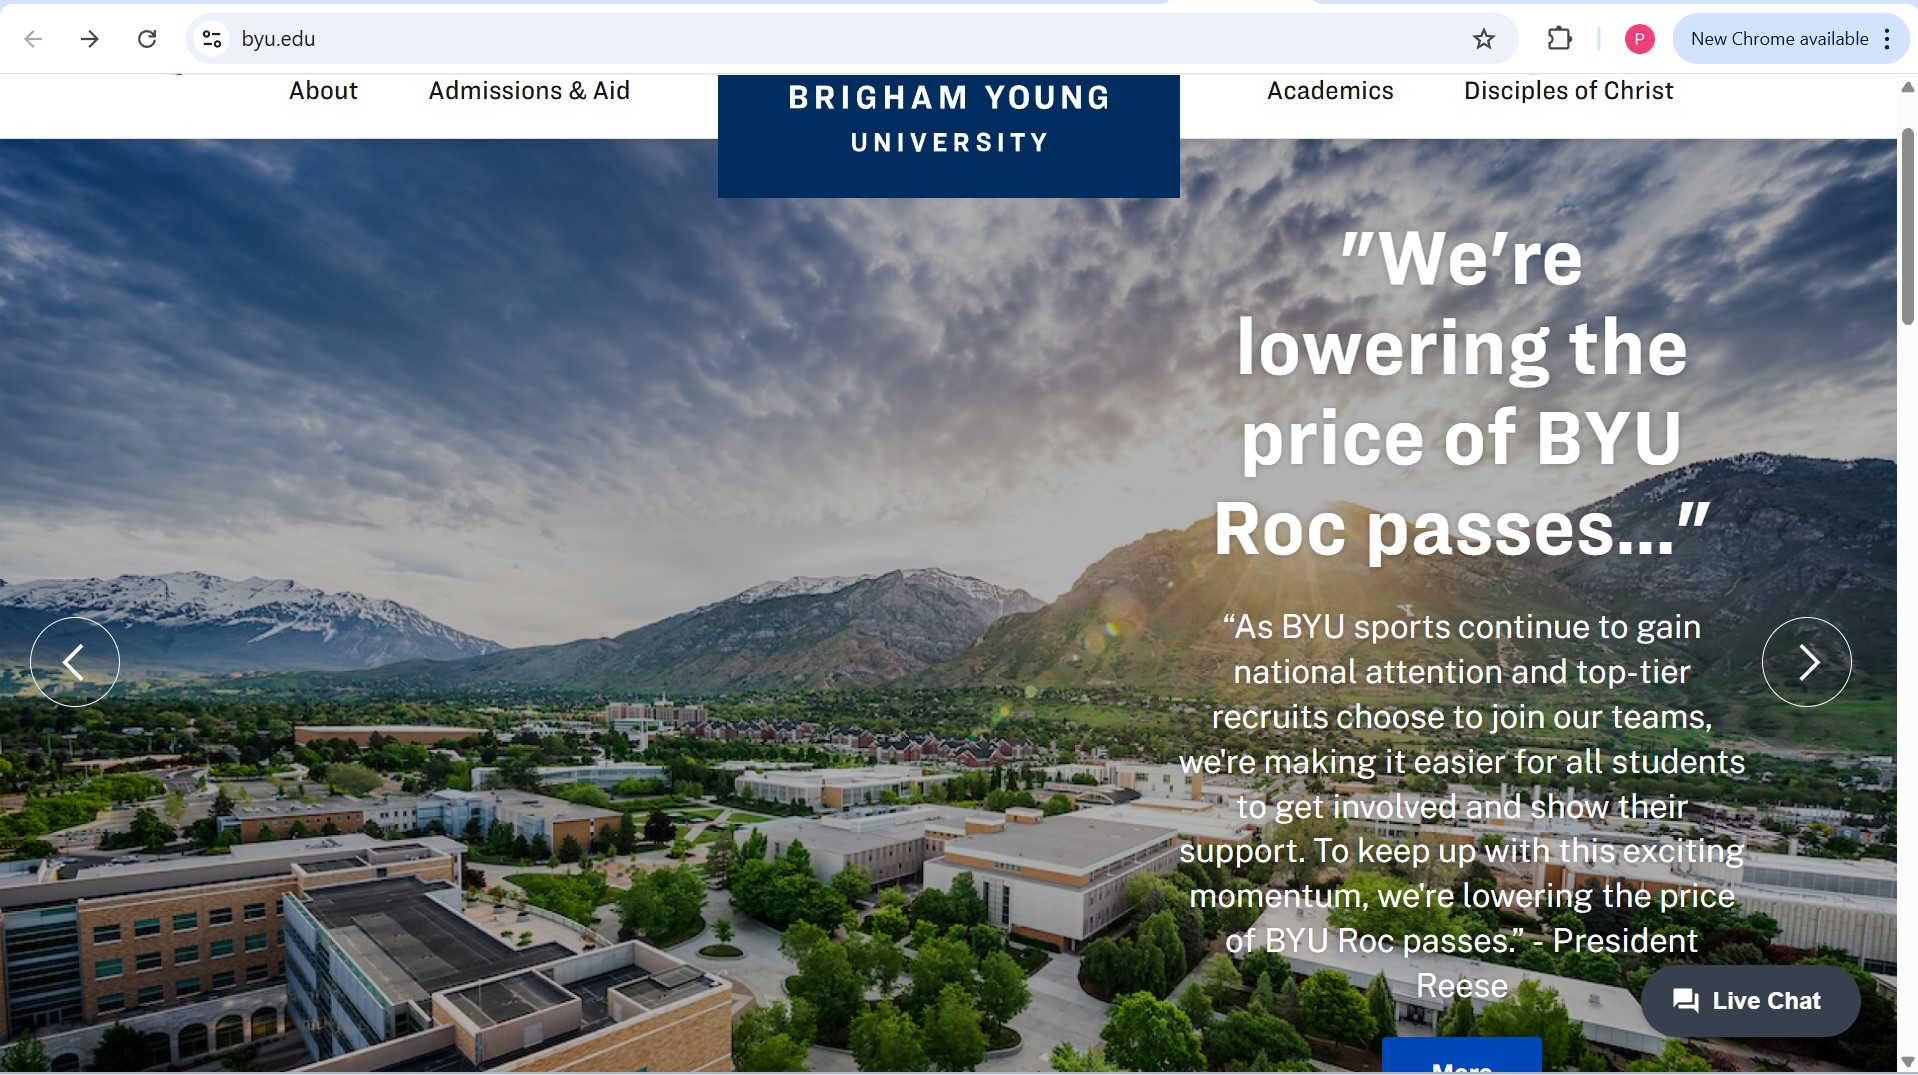 byu.edu
P
New Chrome available
About
Admissions & Aid
BRIGHAM YOUNG
UNIVERSITY
Academics
Disciples of Christ
"We're
lowering the
price of BYU
Roc passes..."
“As BYU sports continue to gain
national attention and top-tier
recruits choose to join our teams,
we're making it easier for all students
to get involved and show their
support. To keep up with this exciting
momentum, we're lowering the price
of BYU Roc passes.” - President
Reese
Live Chat
More